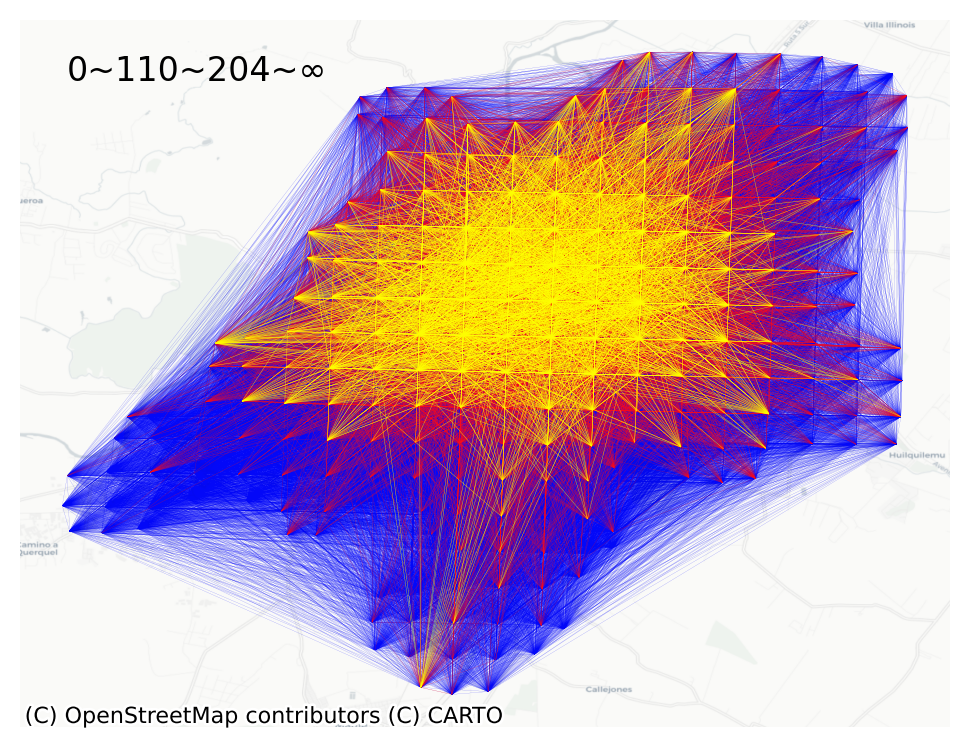 Villa Illinois
0~110~204~∞
ueroa
Huilquilemu
Camino a
Querquel
Callejones
(C) OpenStreetMap contributors (C) CARTO